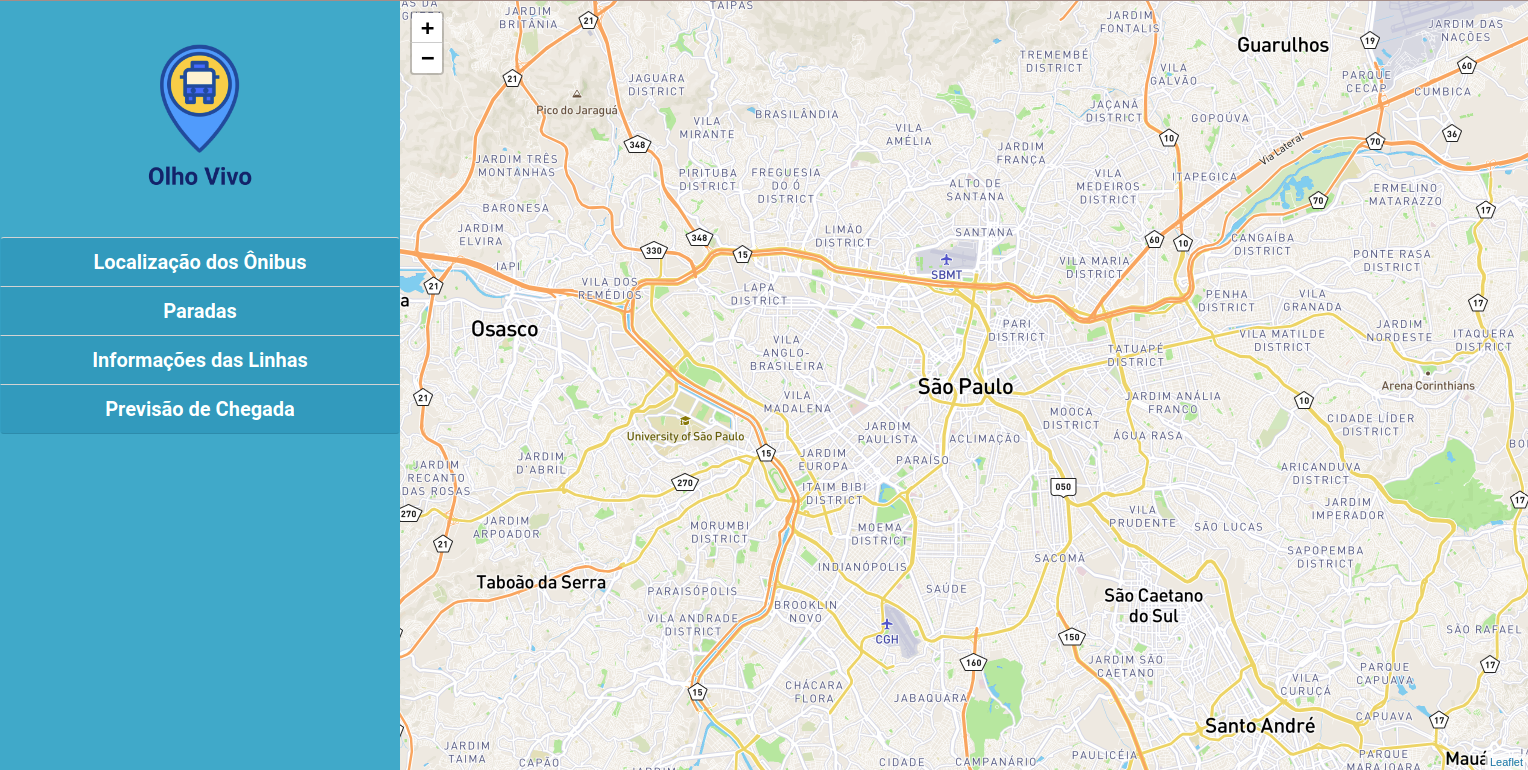 Olho Vivo
Localização dos Ônibus
Paradas
Informações das Linhas
Previsão de Chegada
+
−
AS DA
JARDIM
BRITÂNIA
21
TAIPAS
JARDIM
FONTALIS
JARDIM DAS
NAÇÕES
Guarulhos
19
TREMEMBÉ
DISTRICT
60
VILA
GALVÃO
PARQUE
CECAP
21
JAGUARA
DISTRICT
CUMBICA
Pico do Jaraguá
BRASILÂNDIA
JAÇANÃ
DISTRICT
GOPOÚVA
VILA
MIRANTE
VILA
AMÉLIA
10
36
348
70
Via Lateral
JARDIM
FRANÇA
JARDIM TRÊS
MONTANHAS
PIRITUBA
DISTRICT
FREGUESIA
DO Ó
DISTRICT
ALTO DE
SANTANA
VILA
MEDEIROS
DISTRICT
ITAPEGICA
ERMELINO
MATARAZZO
70
BARONESA
17
JARDIM
ELVIRA
LIMÃO
DISTRICT
SANTANA
348
330
15
60
10
CANGAÍBA
DISTRICT
PONTE RASA
DISTRICT
IAPI
SBMT
VILA MARIA
DISTRICT
21
VILA DOS
REMÉDIOS
LAPA
DISTRICT
PENHA
DISTRICT
VILA
GRANADA
17
a
Osasco
PARI
DISTRICT
VILA MATILDE
DISTRICT
JARDIM
NORDESTE
ITAQUERA
DISTRICT
VILA
ANGLO-
BRASILEIRA
TATUAPÉ
DISTRICT
São Paulo
Arena Corinthians
21
VILA
MADALENA
JARDIM ANÁLIA
FRANCO
10
MOOCA
DISTRICT
CIDADE LÍDER
DISTRICT
University of São Paulo
JARDIM
PAULISTA
ACLIMAÇÃO
ÁGUA RASA
BO
15
JARDIM
D'ABRIL
JARDIM
EUROPA
PARAÍSO
JARDIM
RECANTO
DAS ROSAS
ARICANDUVA
DISTRICT
270
ITAIM BIBI
DISTRICT
050
17
270
JARDIM
IMPERADOR
JARDIM
ARPOADOR
MORUMBI
DISTRICT
MOEMA
DISTRICT
VILA
PRUDENTE
SÃO LUCAS
21
SACOMÃ
SAPOPEMBA
DISTRICT
INDIANÓPOLIS
Taboão da Serra
PARAISÓPOLIS
SAÚDE
São Caetano
do Sul
BROOKLIN
NOVO
VILA ANDRADE
DISTRICT
CGH
150
SÃO RAFAEL
160
JARDIM SÃO
CAETANO
17
PARQUE
CAPUAVA
15
CHÁCARA
FLORA
JABAQUARA
VILA
CURUÇÁ
CAPUAVA
17
Santo André
JARDIM
TAIMA
CAPÃO
CIDADE
CAMPANÁRIO
PAULICÉIA
PARQUE
MARAJOARA
Mauá
Leaflet